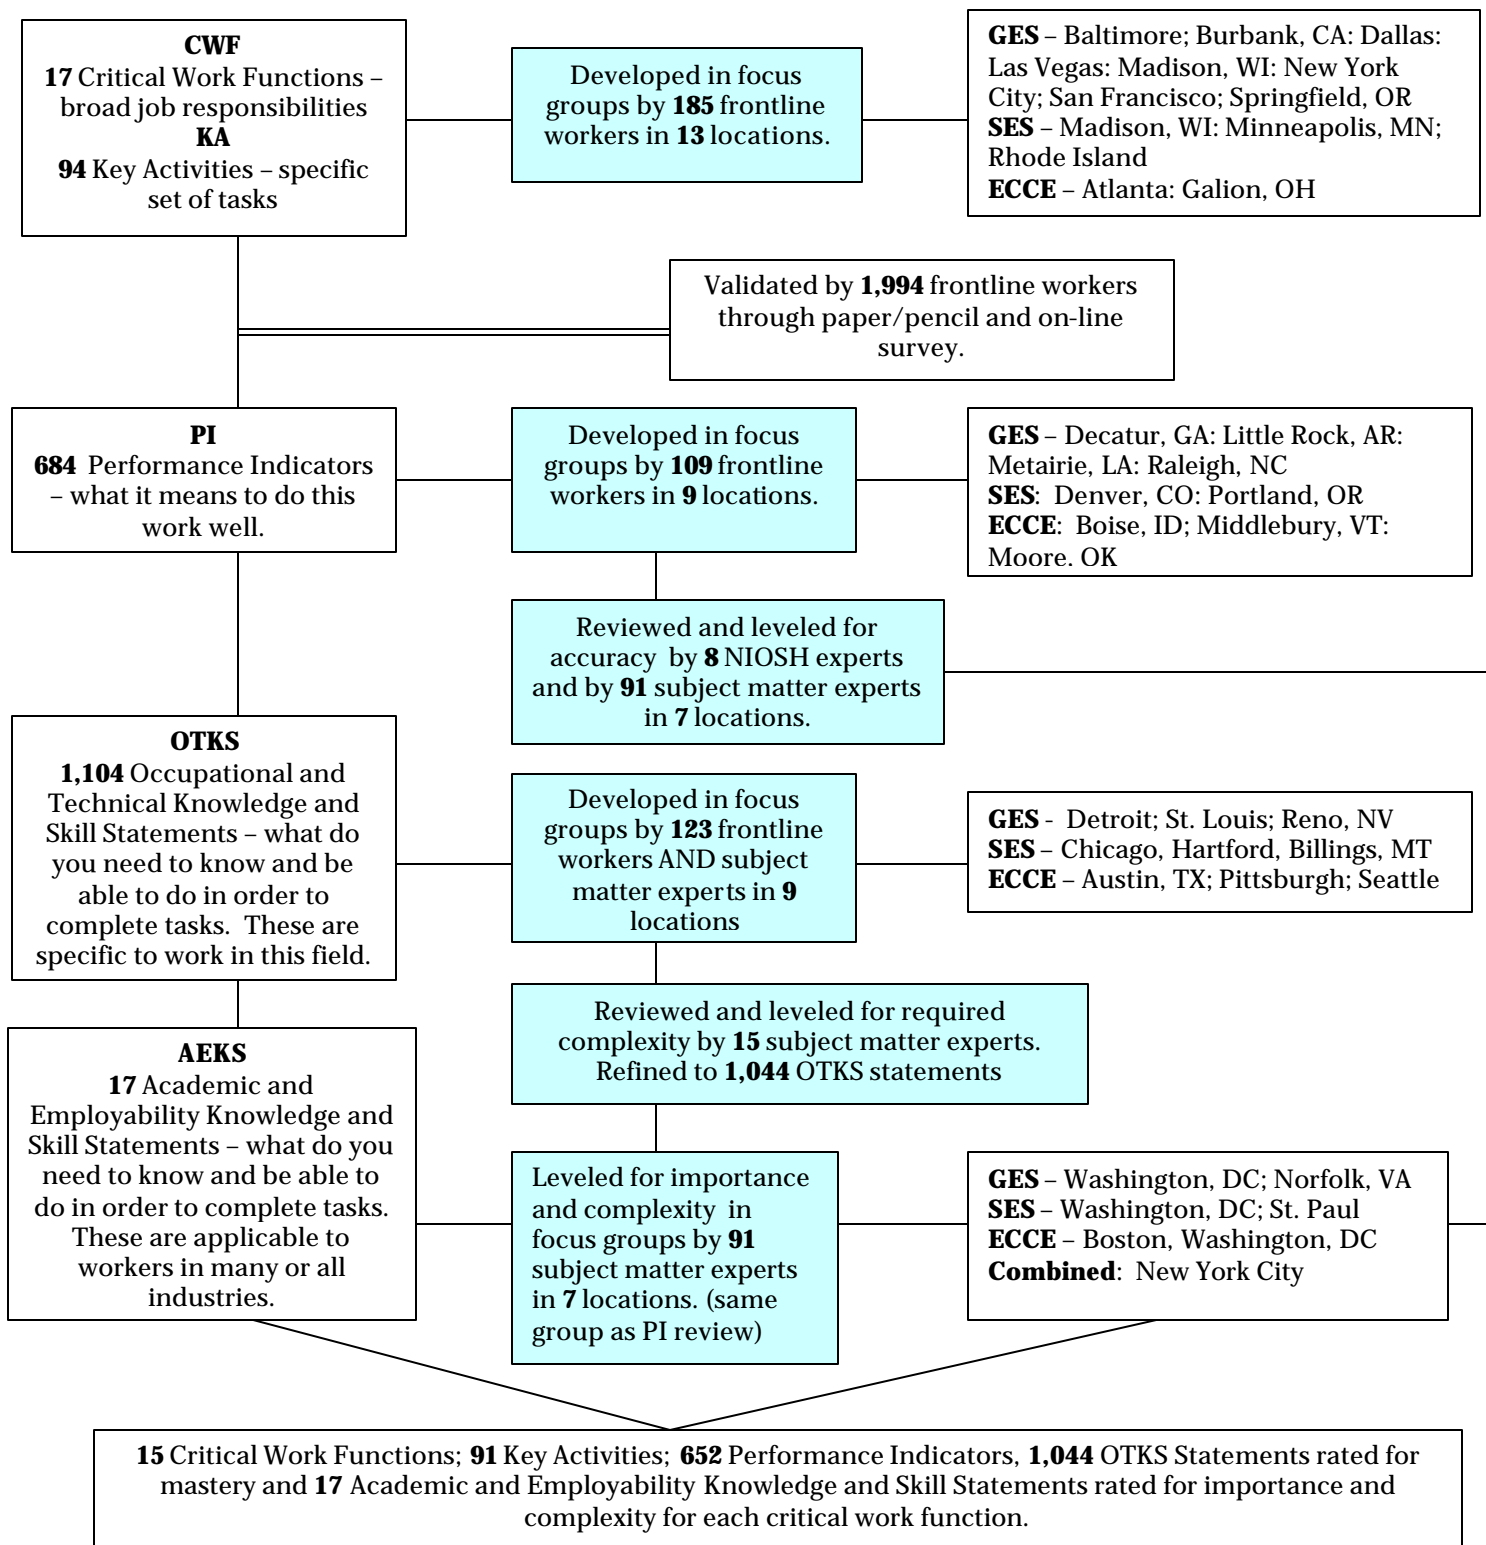 CWF
17 Critical Work Functions –
broad job responsibilities
KA
94 Key Activities – specific
set of tasks
Developed in focus
groups by 185 frontline
workers in 13 locations.
GES – Baltimore; Burbank, CA: Dallas:
Las Vegas: Madison, WI: New York
City; San Francisco; Springfield, OR
SES – Madison, WI: Minneapolis, MN;
Rhode Island
ECCE – Atlanta: Galion, OH
Validated by 1,994 frontline workers
through paper/pencil and on-line
survey.
PI
684 Performance Indicators
– what it means to do this
work well.
Developed in focus
groups by 109 frontline
workers in 9 locations.
GES – Decatur, GA: Little Rock, AR:
Metairie, LA: Raleigh, NC
SES: Denver, CO: Portland, OR
ECCE: Boise, ID; Middlebury, VT:
Moore. OK
Reviewed and leveled for
accuracy by 8 NIOSH experts
and by 91 subject matter experts
in 7 locations.
OTKS
1,104 Occupational and
Technical Knowledge and
Skill Statements – what do
you need to know and be
able to do in order to
complete tasks. These are
specific to work in this field.
Developed in focus
groups by 123 frontline
workers AND subject
matter experts in 9
locations
GES - Detroit; St. Louis; Reno, NV
SES – Chicago, Hartford, Billings, MT
ECCE – Austin, TX; Pittsburgh; Seattle
Reviewed and leveled for required
complexity by 15 subject matter experts.
Refined to 1,044 OTKS statements
AEKS
17 Academic and
Employability Knowledge and
Skill Statements – what do you
need to know and be able to
do in order to complete tasks.
These are applicable to
workers in many or all
industries.
Leveled for importance
and complexity in
focus groups by 91
subject matter experts
in 7 locations. (same
group as PI review)
GES – Washington, DC; Norfolk, VA
SES – Washington, DC; St. Paul
ECCE – Boston, Washington, DC
Combined: New York City
15 Critical Work Functions; 91 Key Activities; 652 Performance Indicators, 1,044 OTKS Statements rated for
mastery and 17 Academic and Employability Knowledge and Skill Statements rated for importance and
complexity for each critical work function.